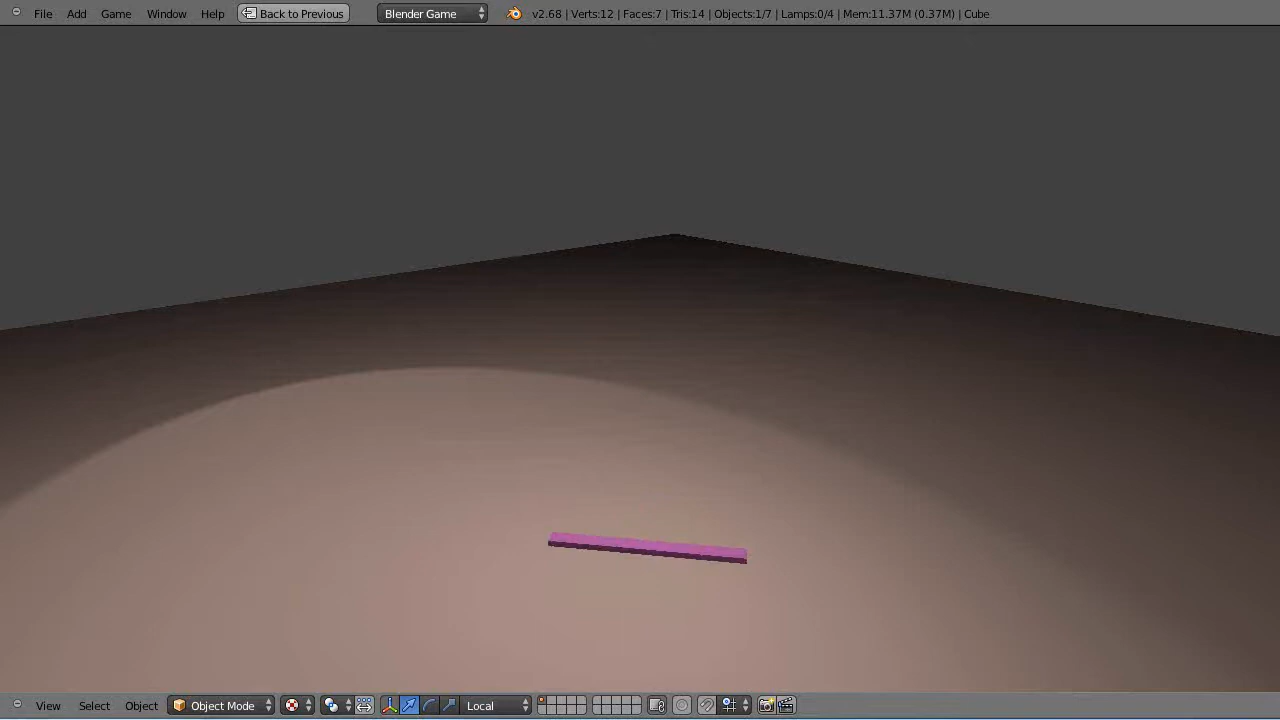 File Add Game Window Help Back to Previous Blender Game v2.68 | Verts:12 | Faces:7 | Tris:14 | Objects:1/7 | Lamps:0/4 | Mem:11.37M (0.37M) | Cube
View Select Object Object Mode Local